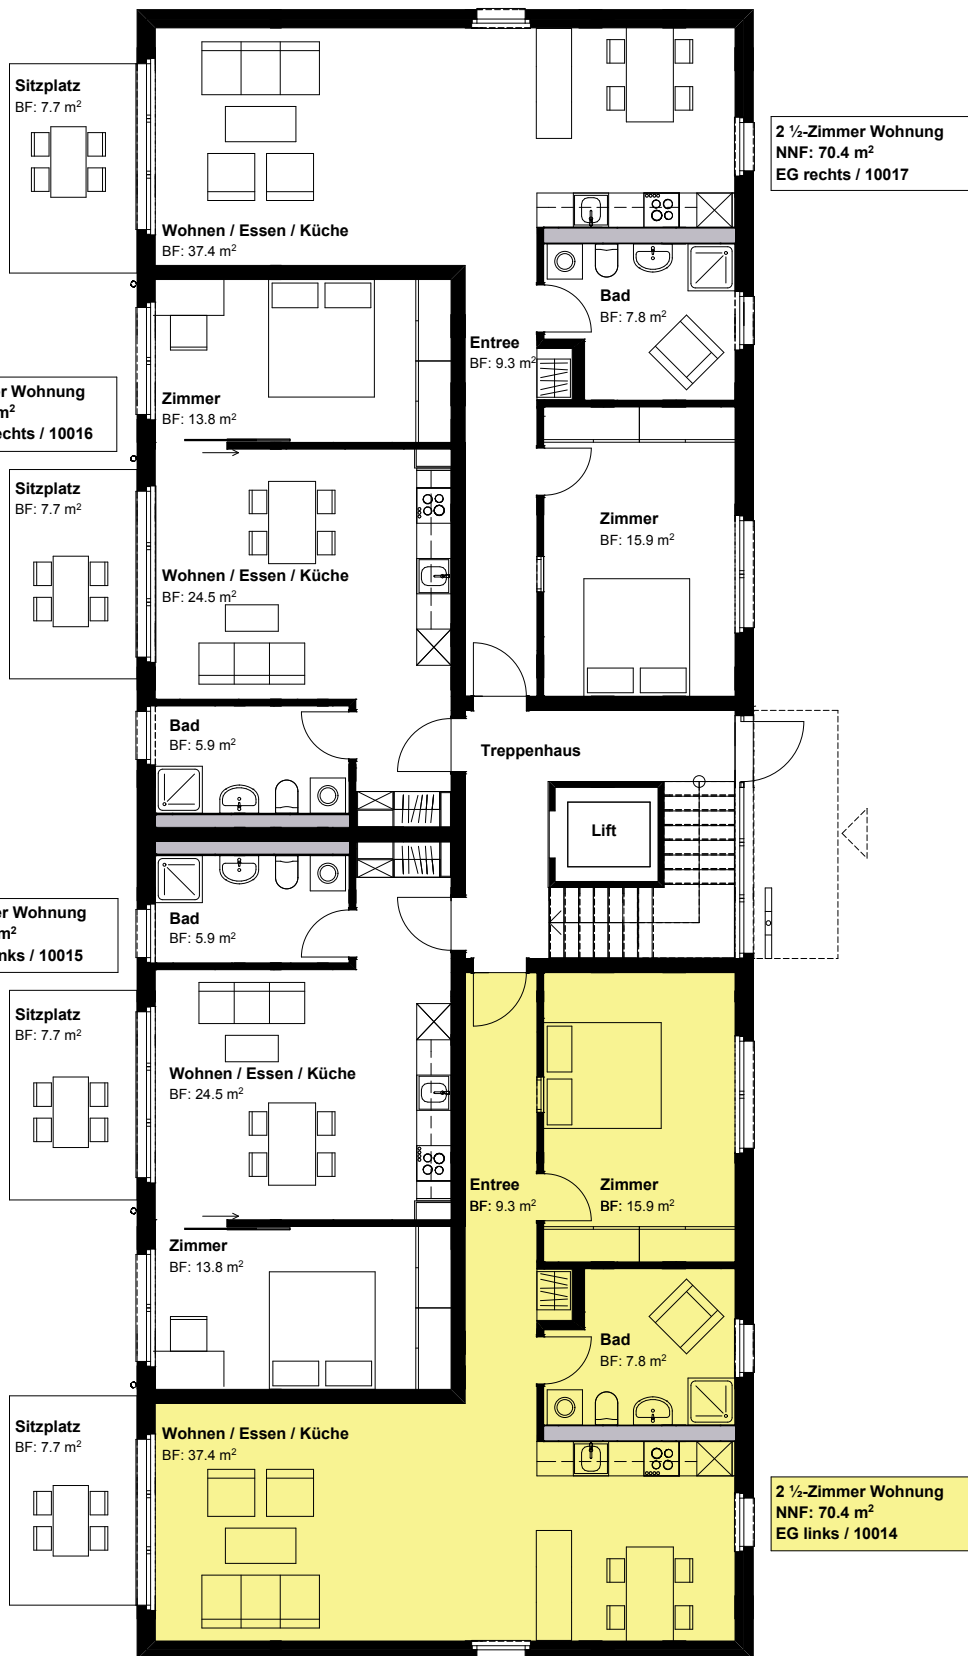 Sitzplatz
BF: 7.7 m²
2 ½-Zimmer Wohnung
NNF: 70.4 m²
EG rechts / 10017
Wohnen / Essen / Küche
BF: 37.4 m²
Bad
BF: 7.8 m²
Entree
BF: 9.3 m²
Zimmer
BF: 13.8 m²
Wohnung
m²
/ 10016
Sitzplatz
BF: 7.7 m²
Zimmer
BF: 15.9 m²
Wohnen / Essen / Küche
BF: 24.5 m²
Bad
BF: 5.9 m²
Treppenhaus
Lift
Bad
BF: 5.9 m²
Wohnung
m²
/ 10015
Sitzplatz
BF: 7.7 m²
Wohnen / Essen / Küche
BF: 24.5 m²
Entree
BF: 9.3 m²
Zimmer
BF: 15.9 m²
Zimmer
BF: 13.8 m²
Bad
BF: 7.8 m²
Sitzplatz
BF: 7.7 m²
Wohnen / Essen / Küche
BF: 37.4 m²
2 ½-Zimmer Wohnung
NNF: 70.4 m²
EG links / 10014